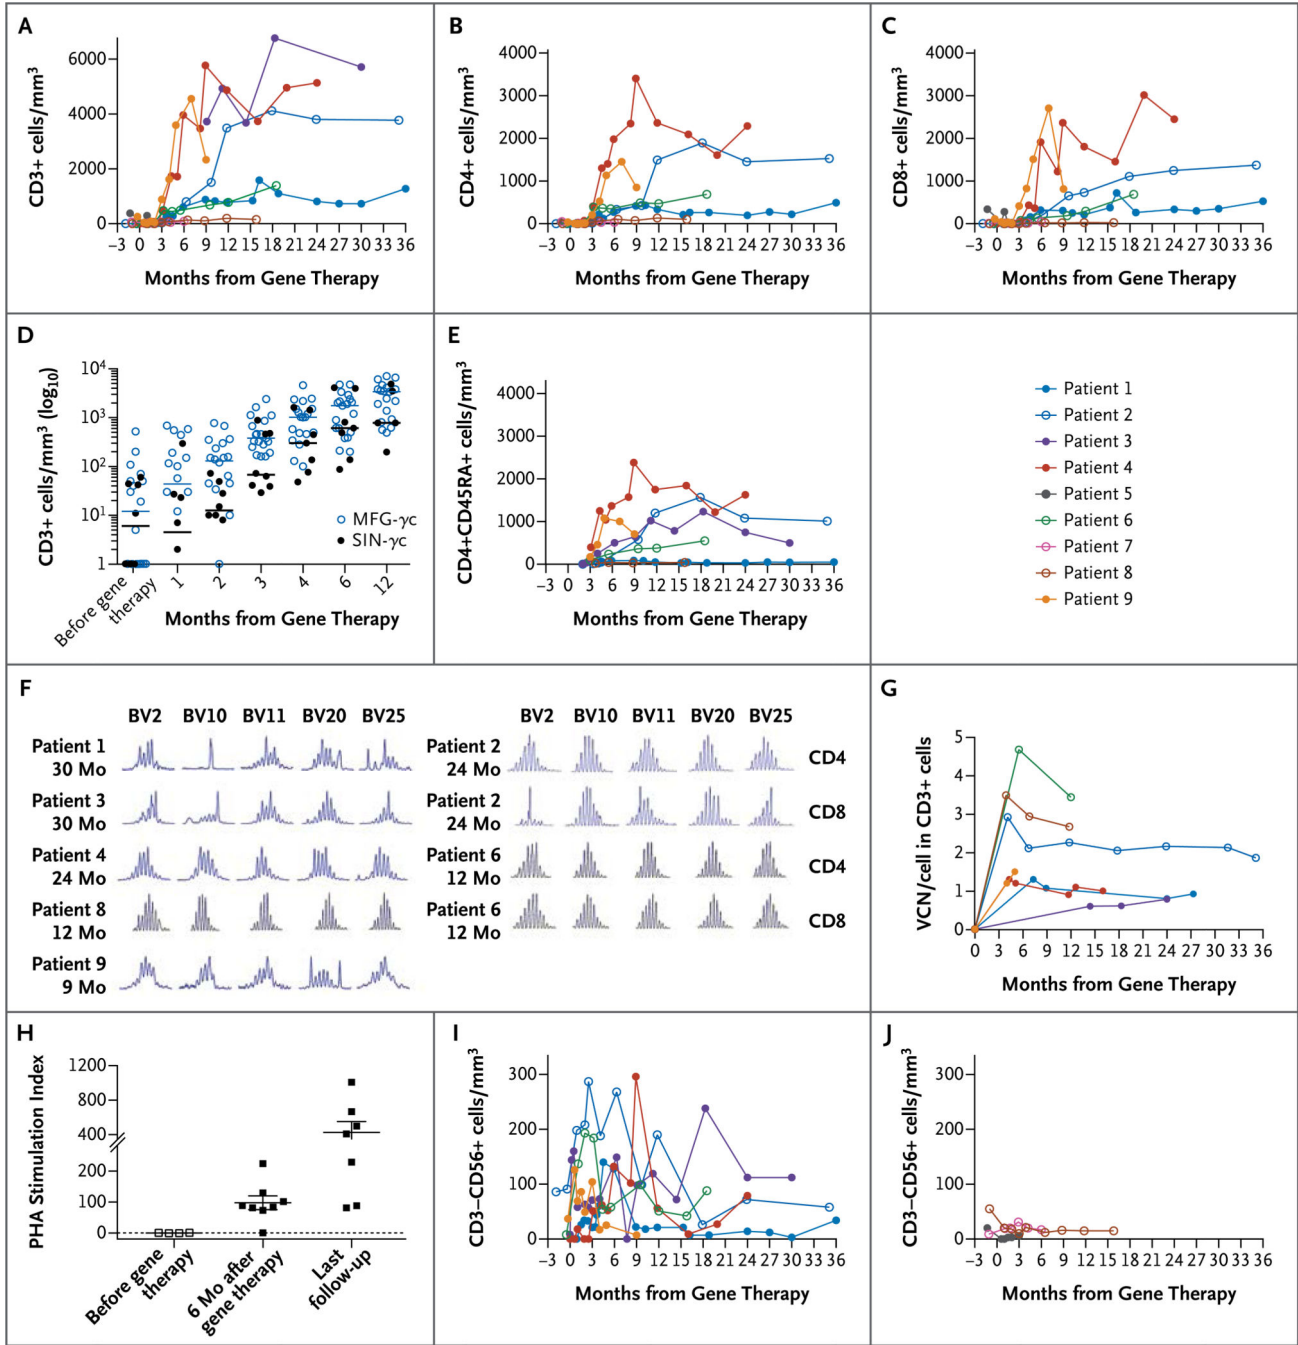 A
CD3+ cells/mm³
6000
4000
2000
0
−3 0 3 6 9 12 15 18 21 24 27 30 33 36
Months from Gene Therapy
B
CD4+ cells/mm³
4000
3000
2000
1000
0
−3 0 3 6 9 12 15 18 21 24 27 30 33 36
Months from Gene Therapy
C
CD8+ cells/mm³
4000
3000
2000
1000
0
−3 0 3 6 9 12 15 18 21 24 27 30 33 36
Months from Gene Therapy
D
CD3+ cells/mm³ (log₁₀)
10⁴
10³
10²
10¹
1
MFG-γc
SIN-γc
Before gene therapy 1 2 3 4 6 12
Months from Gene Therapy
E
CD4+CD45RA+ cells/mm³
4000
3000
2000
1000
0
−3 0 3 6 9 12 15 18 21 24 27 30 33 36
Months from Gene Therapy
Patient 1
Patient 2
Patient 3
Patient 4
Patient 5
Patient 6
Patient 7
Patient 8
Patient 9
F
BV2 BV10 BV11 BV20 BV25
Patient 1
30 Mo
Patient 3
30 Mo
Patient 4
24 Mo
Patient 8
12 Mo
Patient 9
9 Mo
BV2 BV10 BV11 BV20 BV25
Patient 2
24 Mo
CD4
Patient 2
24 Mo
CD8
Patient 6
12 Mo
CD4
Patient 6
12 Mo
CD8
G
VCN/cell in CD3+ cells
5
4
3
2
1
0
0 3 6 9 12 15 18 21 24 27 30 33 36
Months from Gene Therapy
H
PHA Stimulation Index
1200
800
400
200
100
0
Before gene
therapy
6 Mo after
gene therapy
Last
follow-up
I
CD3−CD56+ cells/mm³
300
200
100
0
−3 0 3 6 9 12 15 18 21 24 27 30 33 36
Months from Gene Therapy
J
CD3−CD56+ cells/mm³
300
200
100
0
−3 0 3 6 9 12 15 18 21 24 27 30 33 36
Months from Gene Therapy